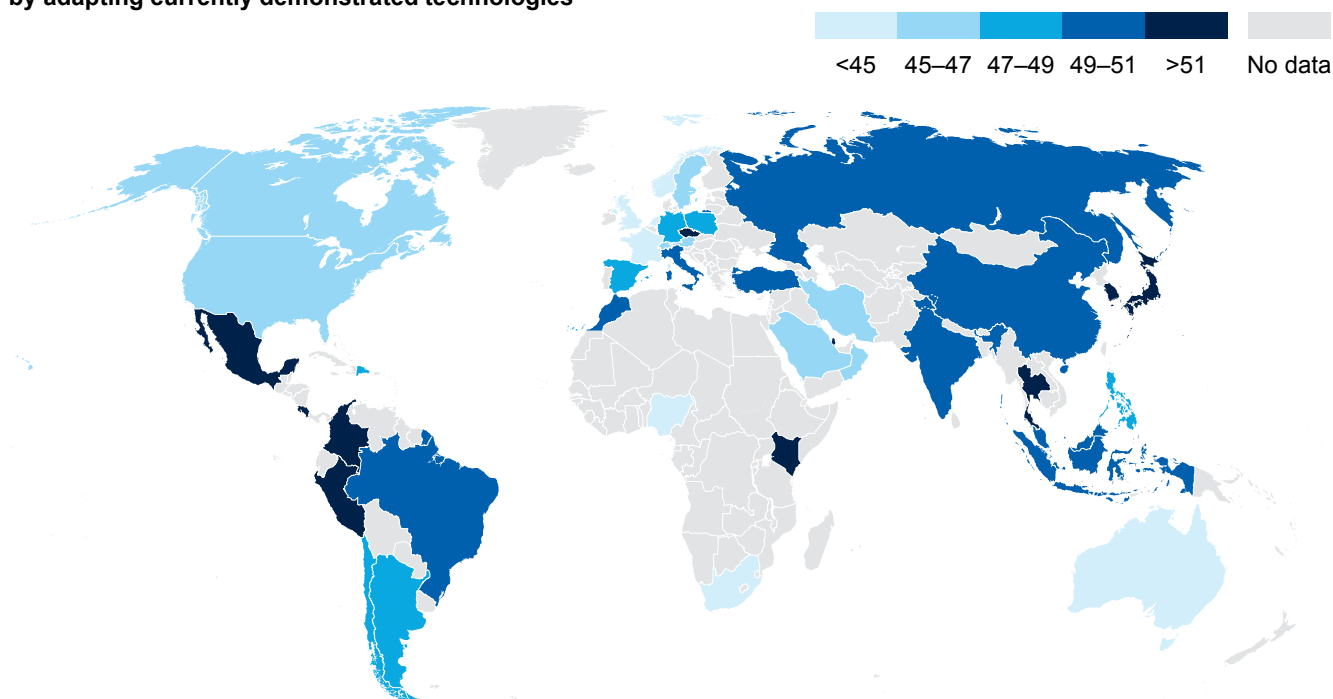 by adapting currently demonstrated technologies
<45 45–47 47–49 49–51 >51 No data